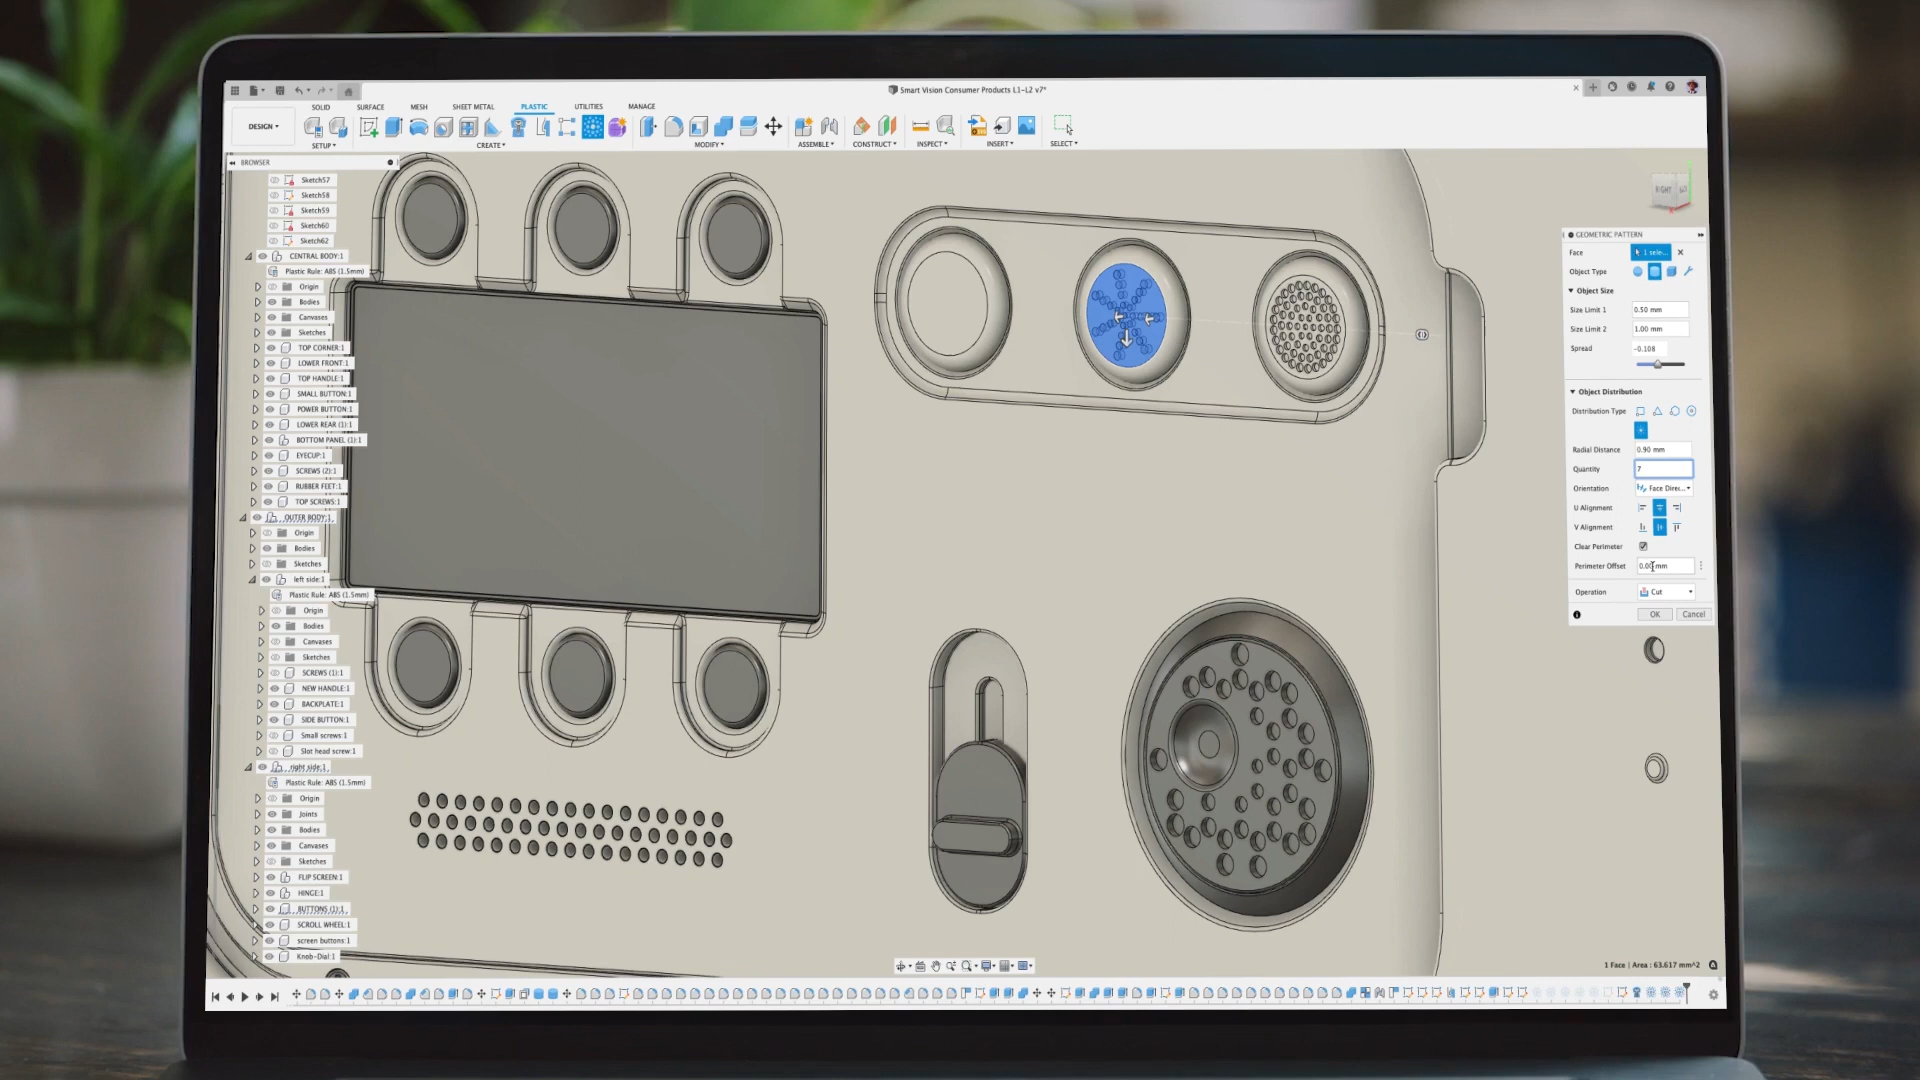 Smart Vision Consumer Products L1-L2 v7*
SOLID SURFACE MESH SHEET METAL PLASTIC UTILITIES MANAGE
DESIGN
SETUP CREATE MODIFY ASSEMBLE CONSTRUCT INSPECT INSERT SELECT
BROWSER
Sketch57
Sketch58
Sketch59
Sketch60
Sketch62
CENTRAL BODY:1
Plastic Rule: ABS (1.5mm)
Origin
Bodies
Canvases
Sketches
TOP CORNER:1
LOWER FRONT:1
TOP HANDLE:1
SMALL BUTTON:1
POWER BUTTON:1
LOWER REAR (1):1
BOTTOM PANEL (1):1
EYECUP:1
SCREWS (2):1
RUBBER FEET:1
TOP SCREWS:1
OUTER BODY:1
Origin
Bodies
Sketches
left side:1
Plastic Rule: ABS (1.5mm)
Origin
Bodies
Canvases
Sketches
SCREWS (1):1
NEW HANDLE:1
BACKPLATE:1
SIDE BUTTON:1
Small screws:1
Slot head screw:1
right side:1
Plastic Rule: ABS (1.5mm)
Origin
Joints
Bodies
Canvases
Sketches
FLIP SCREEN:1
HINGE:1
BUTTONS (1):1
SCROLL WHEEL:1
screen buttons:1
Knob-Dial:1
RIGHT
GEOMETRIC PATTERN
Face 1 sele...
Object Type
Object Size
Size Limit 1 0.50 mm
Size Limit 2 1.00 mm
Spread -0.108
Object Distribution
Distribution Type
Radial Distance 0.90 mm
Quantity 7
Orientation Face Direc...
U Alignment
V Alignment
Clear Perimeter
Perimeter Offset 0.00 mm
Operation Cut
OK Cancel
1 Face | Area : 63.617 mm^2